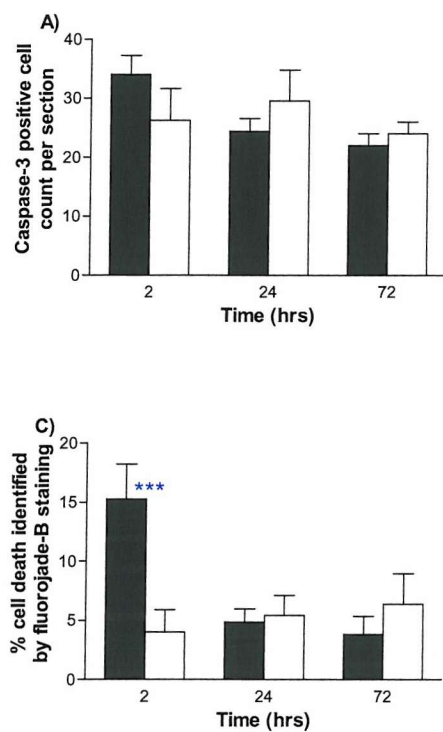 A)
Caspase-3 positive cell
count per section
40
30
20
10
0
2 24 72
Time (hrs)
C)
% cell death identified
by fluorojade-B staining
20
15
10
5
0
***
2 24 72
Time (hrs)